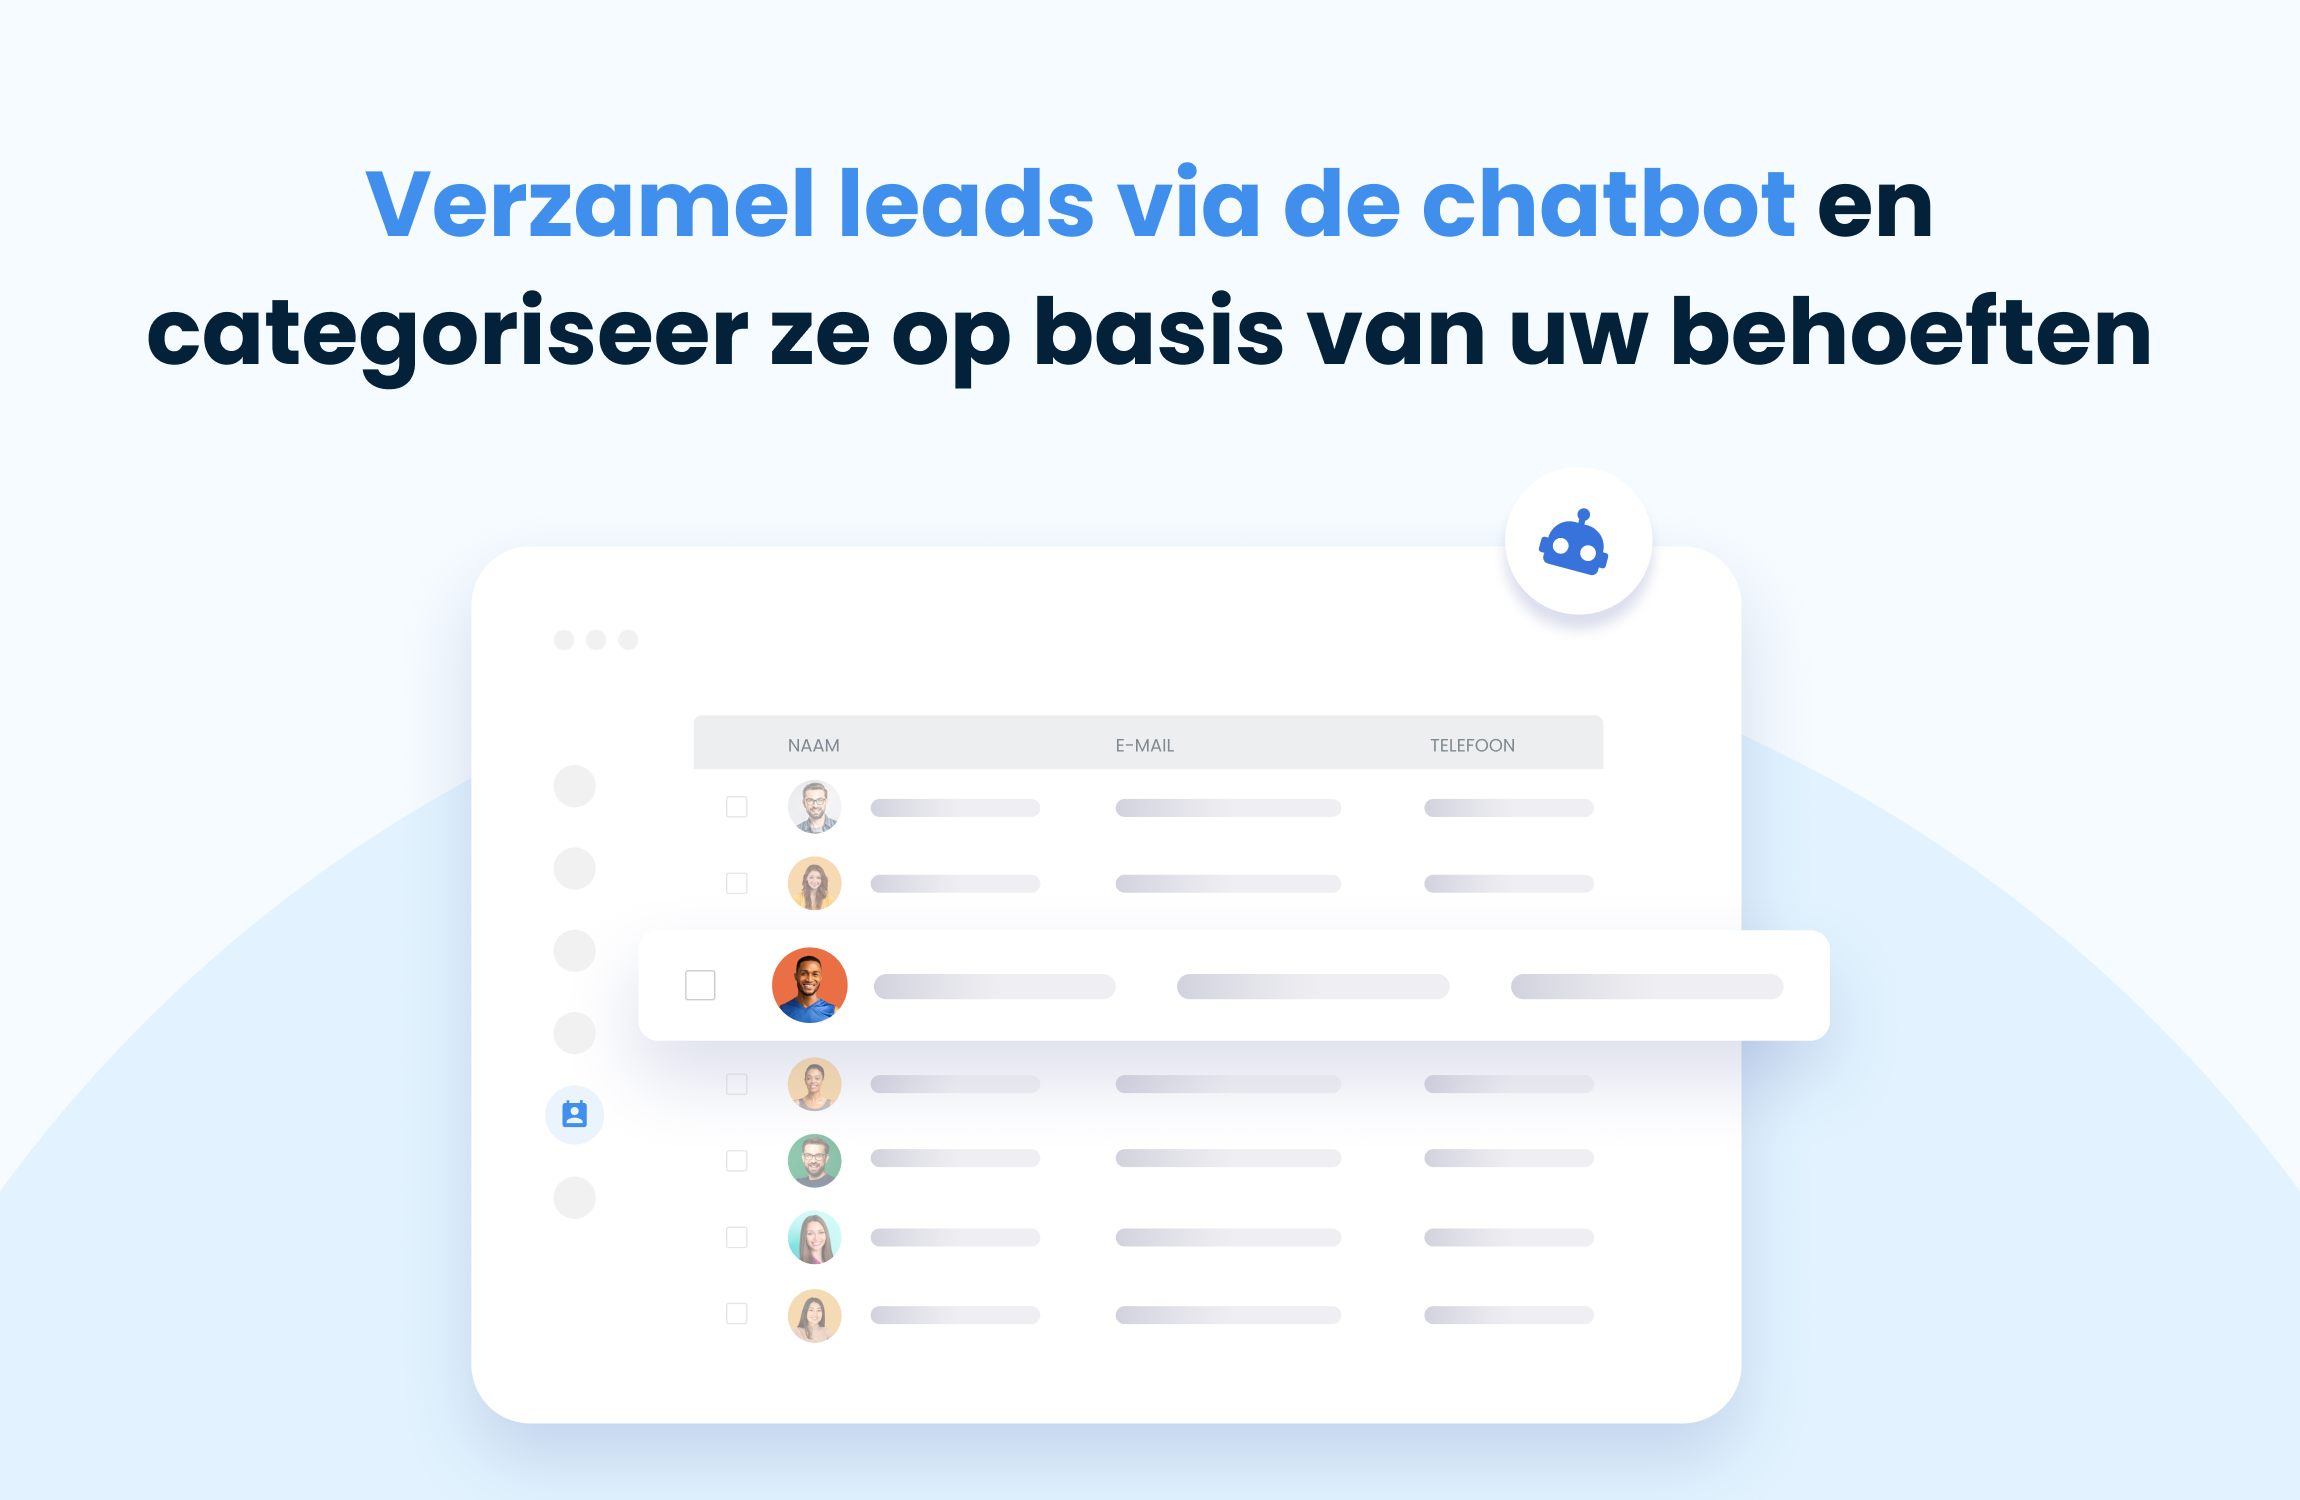 Verzamel leads via de chatbot en
categoriseer ze op basis van uw behoeften
NAAM E-MAIL TELEFOON